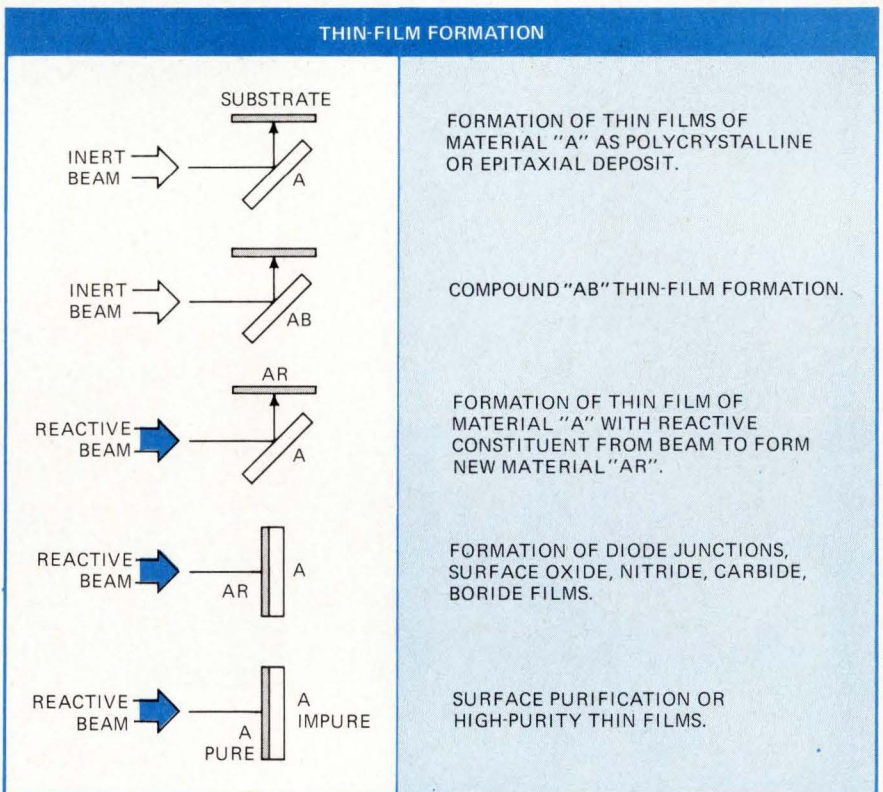 THIN-FILM FORMATION
SUBSTRATE
INERT
BEAM
A
FORMATION OF THIN FILMS OF
MATERIAL "A" AS POLYCRYSTALLINE
OR EPITAXIAL DEPOSIT.
INERT
BEAM
AB
COMPOUND "AB" THIN-FILM FORMATION.
AR
REACTIVE
BEAM
A
FORMATION OF THIN FILM OF
MATERIAL "A" WITH REACTIVE
CONSTITUENT FROM BEAM TO FORM
NEW MATERIAL "AR".
REACTIVE
BEAM
AR
A
FORMATION OF DIODE JUNCTIONS,
SURFACE OXIDE, NITRIDE, CARBIDE,
BORIDE FILMS.
REACTIVE
BEAM
A
PURE
A
IMPURE
SURFACE PURIFICATION OR
HIGH-PURITY THIN FILMS.